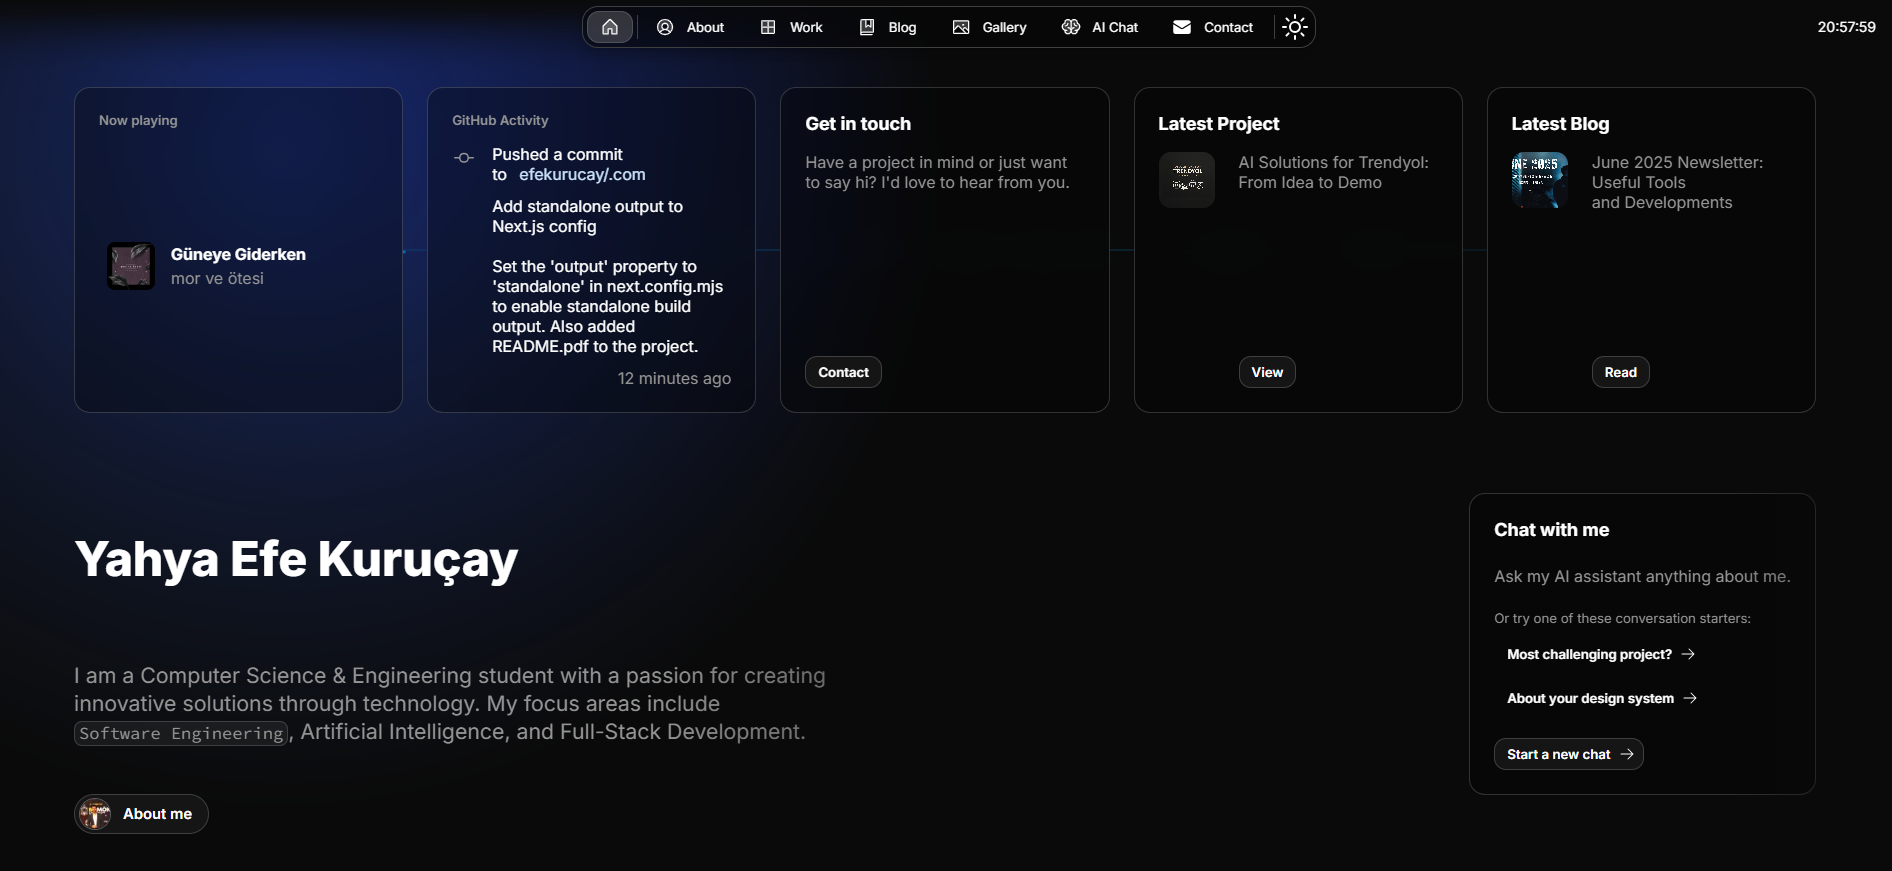 About
Work
Blog
Gallery
AI Chat
Contact
20:57:59
Now playing
Güneye Giderken
mor ve ötesi
GitHub Activity
Pushed a commit
to efekurucay/.com
Add standalone output to
Next.js config
Set the 'output' property to
'standalone' in next.config.mjs
to enable standalone build
output. Also added
README.pdf to the project.
12 minutes ago
Get in touch
Have a project in mind or just want
to say hi? I'd love to hear from you.
Contact
Latest Project
TRENDYOL
AI Solutions for Trendyol:
From Idea to Demo
View
Latest Blog
June 2025 Newsletter:
Useful Tools
and Developments
Read
Yahya Efe Kuruçay
I am a Computer Science & Engineering student with a passion for creating
innovative solutions through technology. My focus areas include
Software Engineering, Artificial Intelligence, and Full-Stack Development.
About me
Chat with me
Ask my AI assistant anything about me.
Or try one of these conversation starters:
Most challenging project?
About your design system
Start a new chat